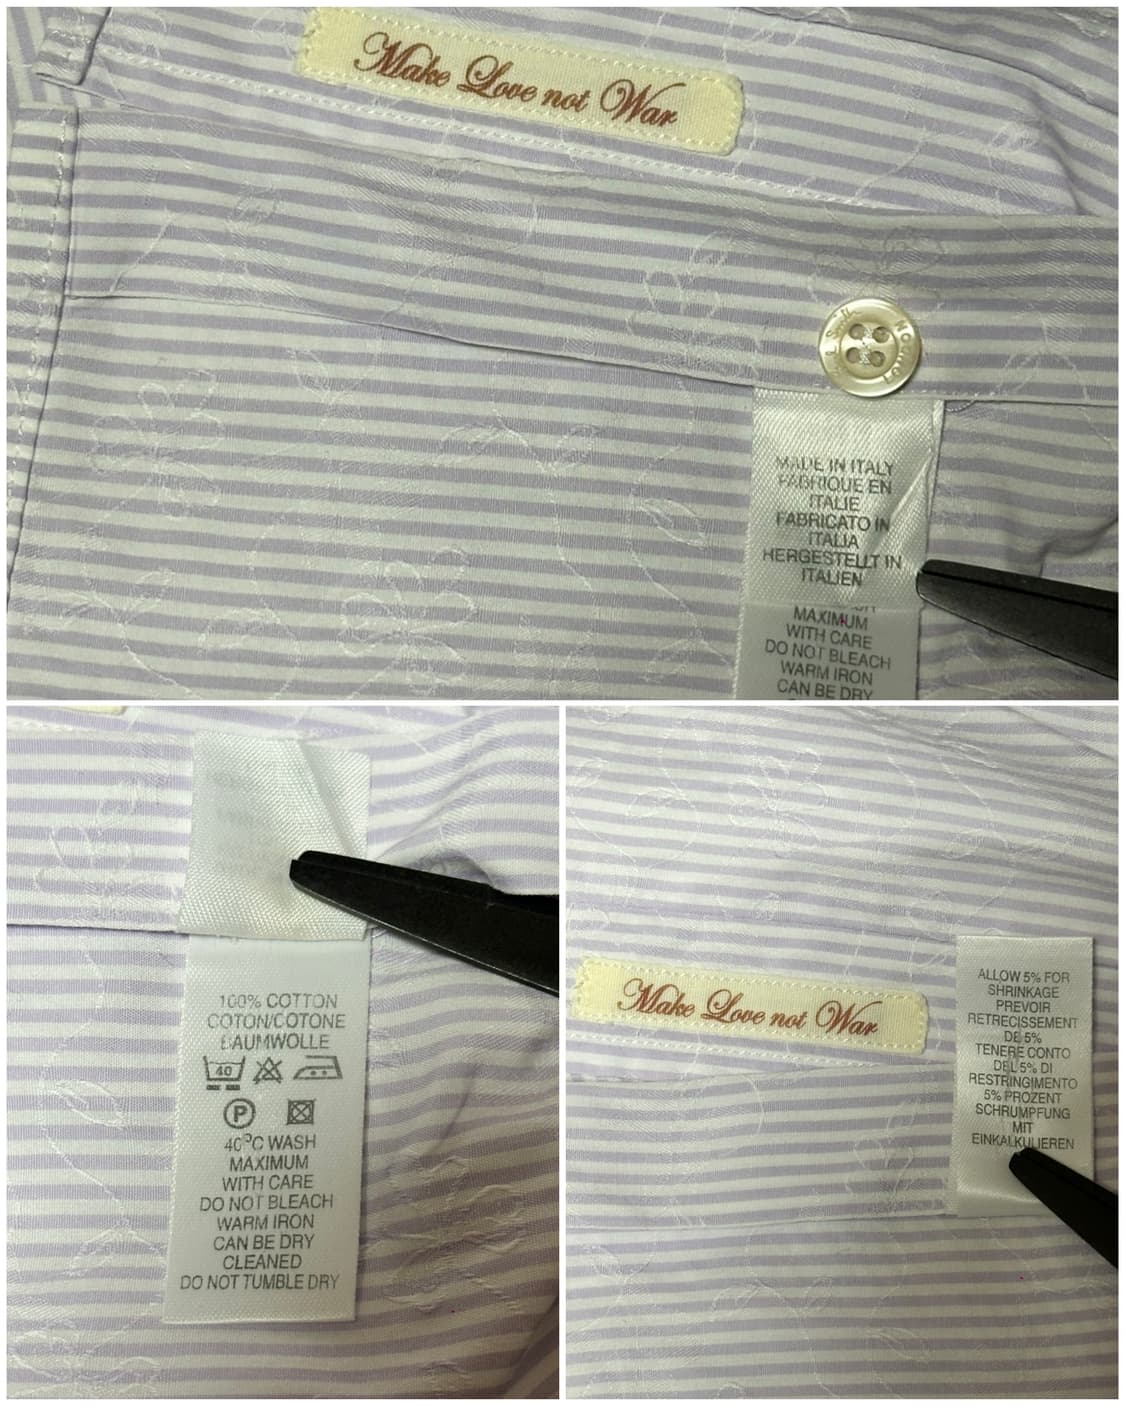 Make Love not War
MADE IN ITALY
FABRIQUE EN
ITALIE
FABRICATO IN
ITALIA
HERGESTELLT IN
ITALIEN
MAXIMUM
WITH CARE
DO NOT BLEACH
WARM IRON
CAN BE DRY
100% COTTON
COTON/COTONE
BAUMWOLLE
40
P
40°C WASH
MAXIMUM
WITH CARE
DO NOT BLEACH
WARM IRON
CAN BE DRY
CLEANED
DO NOT TUMBLE DRY
Make Love not War
ALLOW 5% FOR
SHRINKAGE
PREVOIR
RETRECISSEMENT
DE 5%
TENERE CONTO
DEL 5% DI
RESTRINGIMENTO
5% PROZENT
SCHRUMPFUNG
MIT
EINKALKULIEREN